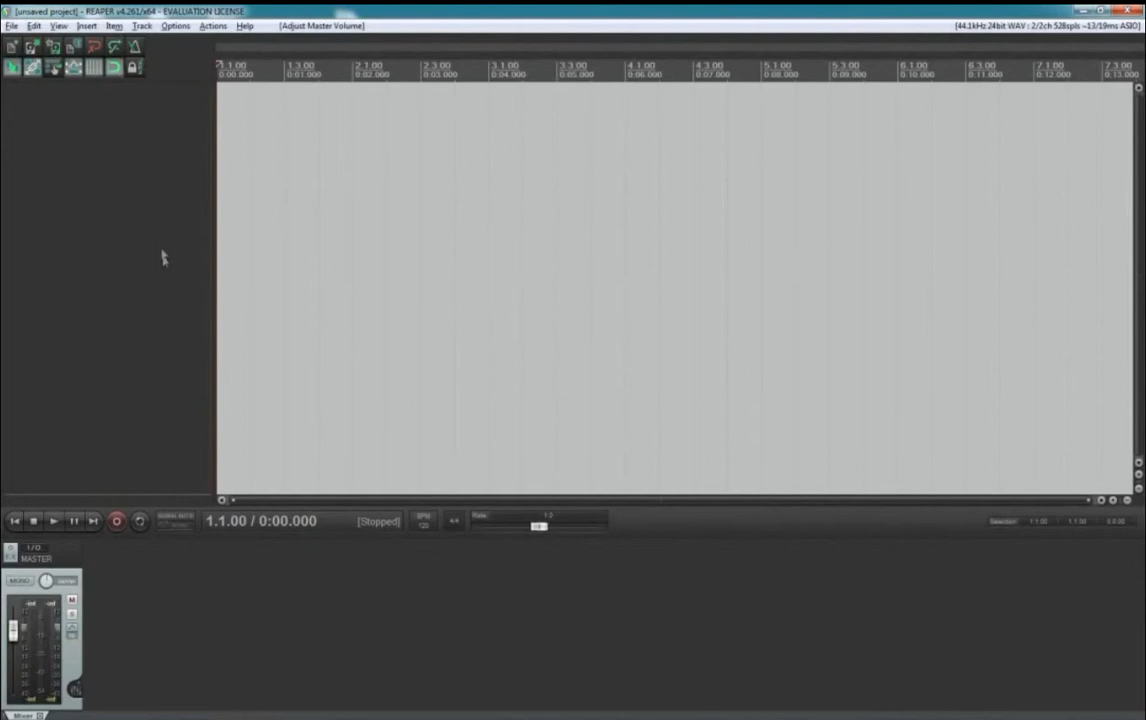 [unsaved project] - REAPER v4.261/x64 - EVALUATION LICENSE
File Edit View Insert Item Track Options Actions Help [Adjust Master Volume] [44.1kHz 24bit WAV : 2/2ch 528spls ~13/19ms ASIO]
1.1.00 1.3.00 2.1.00 2.3.00 3.1.00 3.3.00 4.1.00 4.3.00 5.1.00 5.3.00 6.1.00 6.3.00 7.1.00 7.3.00
0:00.000 0:01.000 0:02.000 0:03.000 0:04.000 0:05.000 0:06.000 0:07.000 0:08.000 0:09.000 0:10.000 0:11.000 0:12.000 0:13.000
1.1.00 / 0:00.000 [Stopped] BPM 120 4/4 Rate: 1.0 Selection: 1.1.00 1.1.00 0.0.00
I/O
MASTER
MONO center
-inf -inf
M
S
Mixer